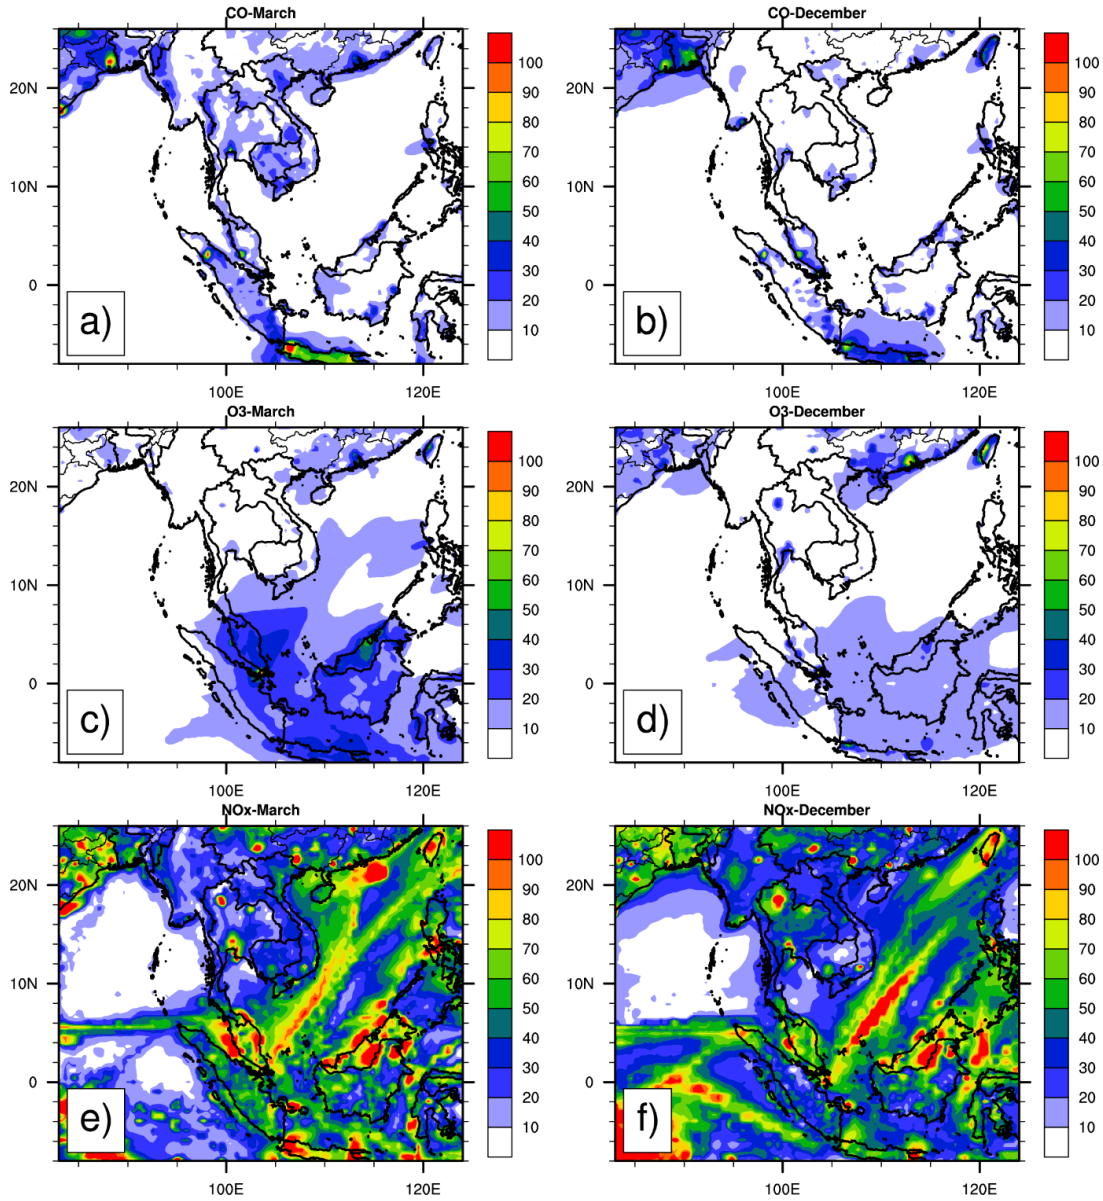 CO-March
CO-December
20N
10N
0
100E
120E
a)
100
90
80
70
60
50
40
30
20
10
20N
10N
0
100E
120E
b)
100
90
80
70
60
50
40
30
20
10
O3-March
O3-December
20N
10N
0
100E
120E
c)
100
90
80
70
60
50
40
30
20
10
20N
10N
0
100E
120E
d)
100
90
80
70
60
50
40
30
20
10
NOx-March
NOx-December
20N
10N
0
100E
120E
e)
100
90
80
70
60
50
40
30
20
10
20N
10N
0
100E
120E
f)
100
90
80
70
60
50
40
30
20
10